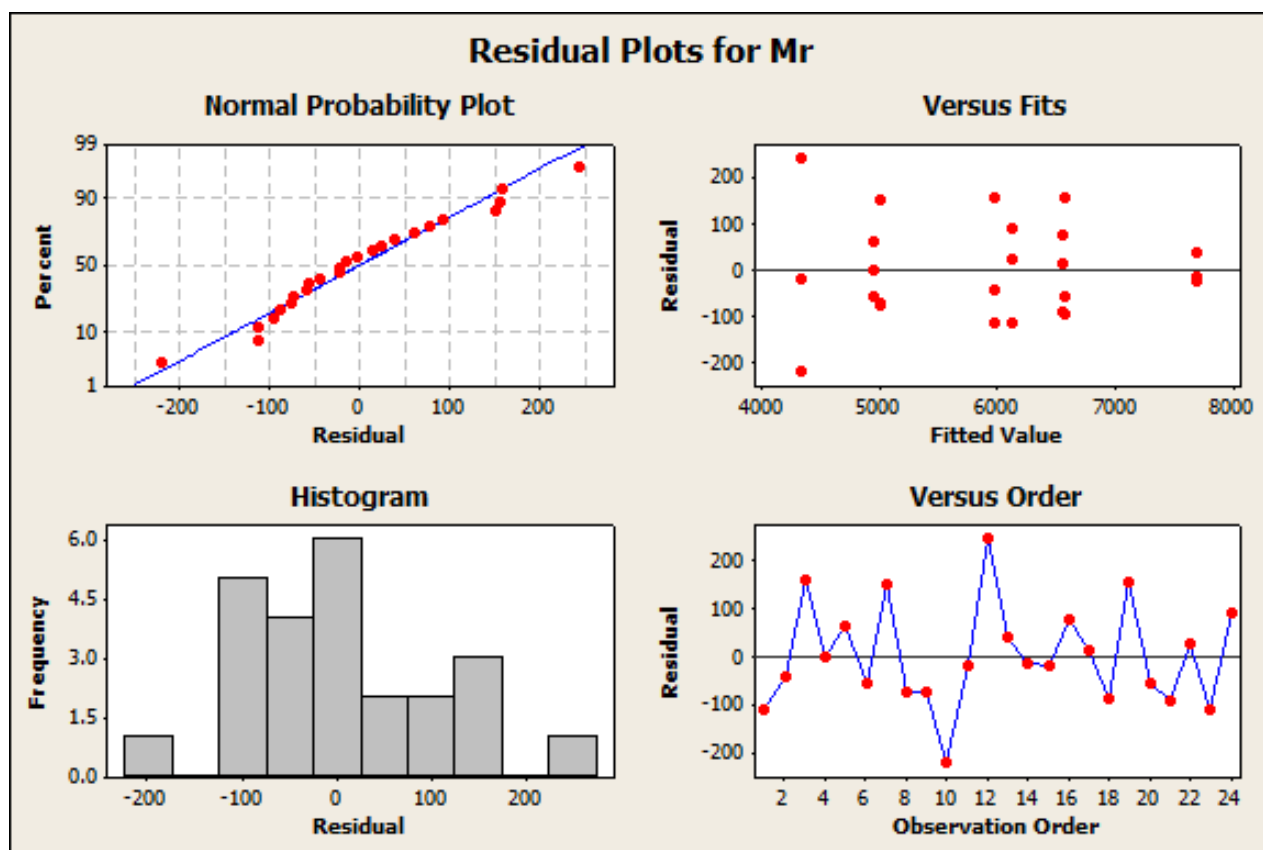 Residual Plots for Mr
Normal Probability Plot
Percent
99
90
50
10
1
-200 -100 0 100 200
Residual
Versus Fits
Residual
200
100
0
-100
-200
4000 5000 6000 7000 8000
Fitted Value
Histogram
Frequency
6.0
4.5
3.0
1.5
0.0
-200 -100 0 100 200
Residual
Versus Order
Residual
200
100
0
-100
-200
2 4 6 8 10 12 14 16 18 20 22 24
Observation Order